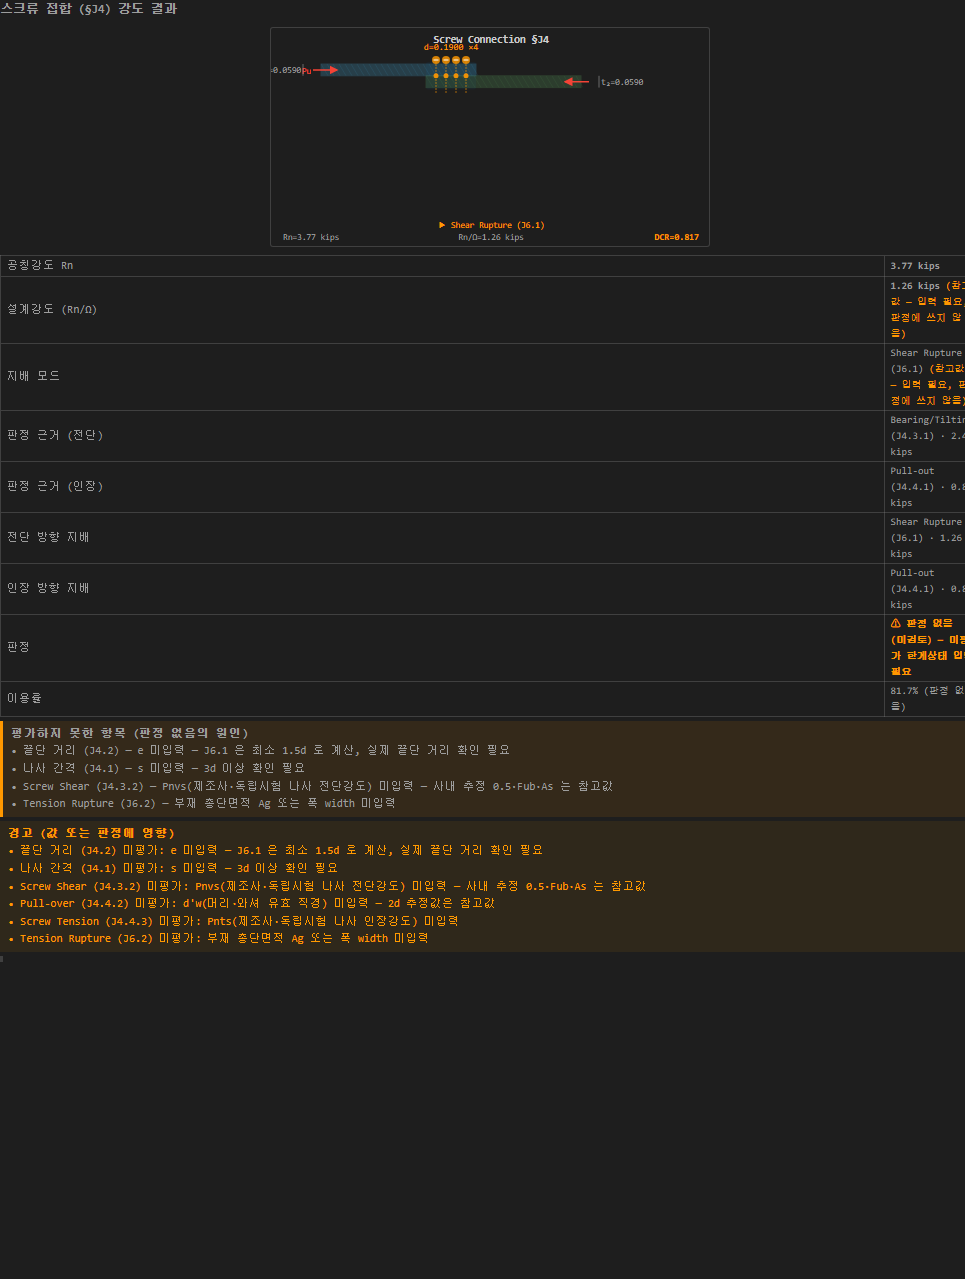 스크류 접합 (§J4) 강도 결과
Screw Connection §J4
d=0.1900 ×4
=0.0590
Pu
t₂=0.0590
▶ Shear Rupture (J6.1)
Rn=3.77 kips
Rn/Ω=1.26 kips
DCR=0.817
공칭강도 Rn
3.77 kips
설계강도 (Rn/Ω)
1.26 kips (참고
값 — 입력 필요,
판정에 쓰지 않
음)
지배 모드
Shear Rupture
(J6.1) (참고값
— 입력 필요, 판
정에 쓰지 않음)
판정 근거 (전단)
Bearing/Tiltin
(J4.3.1) · 2.4
kips
판정 근거 (인장)
Pull-out
(J4.4.1) · 0.8
kips
전단 방향 지배
Shear Rupture
(J6.1) · 1.26
kips
인장 방향 지배
Pull-out
(J4.4.1) · 0.8
kips
판정
⚠ 판정 없음
(미검토) — 미평
가 한계상태 입력
필요
이용율
81.7% (판정 없
음)
평가하지 못한 항목 (판정 없음의 원인)
• 끝단 거리 (J4.2) — e 미입력 — J6.1 은 최소 1.5d 로 계산, 실제 끝단 거리 확인 필요
• 나사 간격 (J4.1) — s 미입력 — 3d 이상 확인 필요
• Screw Shear (J4.3.2) — Pnvs(제조사·독립시험 나사 전단강도) 미입력 — 사내 추정 0.5·Fub·As 는 참고값
• Tension Rupture (J6.2) — 부재 총단면적 Ag 또는 폭 width 미입력
경고 (값 또는 판정에 영향)
• 끝단 거리 (J4.2) 미평가: e 미입력 — J6.1 은 최소 1.5d 로 계산, 실제 끝단 거리 확인 필요
• 나사 간격 (J4.1) 미평가: s 미입력 — 3d 이상 확인 필요
• Screw Shear (J4.3.2) 미평가: Pnvs(제조사·독립시험 나사 전단강도) 미입력 — 사내 추정 0.5·Fub·As 는 참고값
• Pull-over (J4.4.2) 미평가: d'w(머리·와셔 유효 직경) 미입력 — 2d 추정값은 참고값
• Screw Tension (J4.4.3) 미평가: Pnts(제조사·독립시험 나사 인장강도) 미입력
• Tension Rupture (J6.2) 미평가: 부재 총단면적 Ag 또는 폭 width 미입력